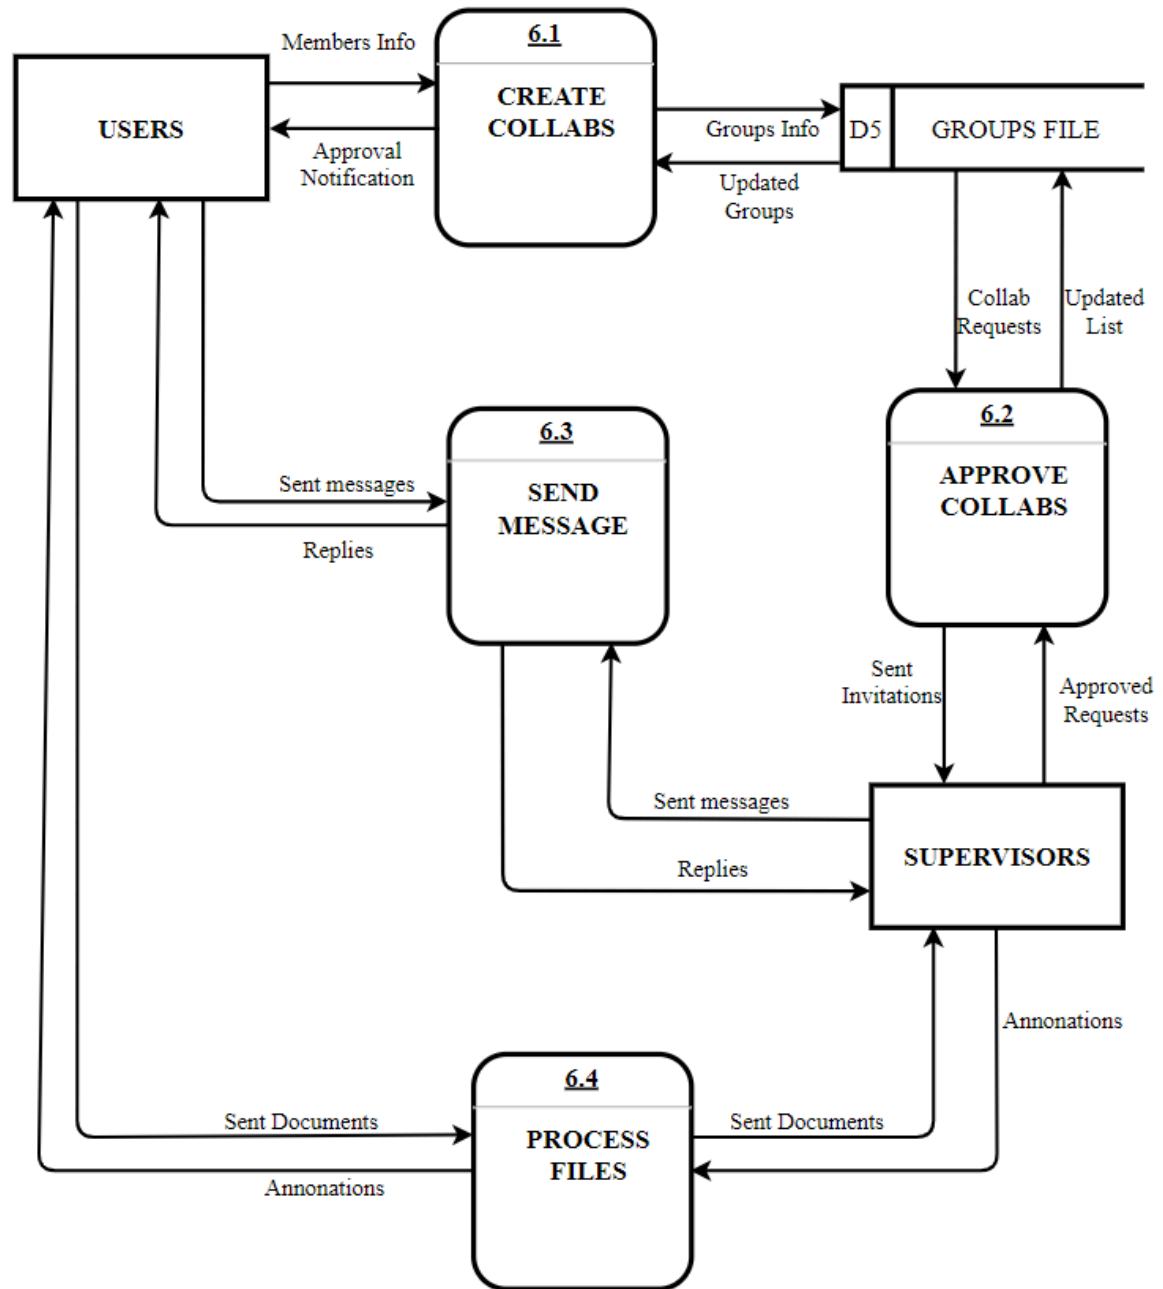 6.1
Members Info
CREATE
COLLABS
USERS
Approval
Notification
Groups Info
D5
GROUPS FILE
Updated
Groups
Collab
Requests
Updated
List
6.3
SEND
MESSAGE
Sent messages
Replies
6.2
APPROVE
COLLABS
Sent
Invitations
Approved
Requests
Sent messages
Replies
SUPERVISORS
Annonations
6.4
PROCESS
FILES
Sent Documents
Sent Documents
Annonations